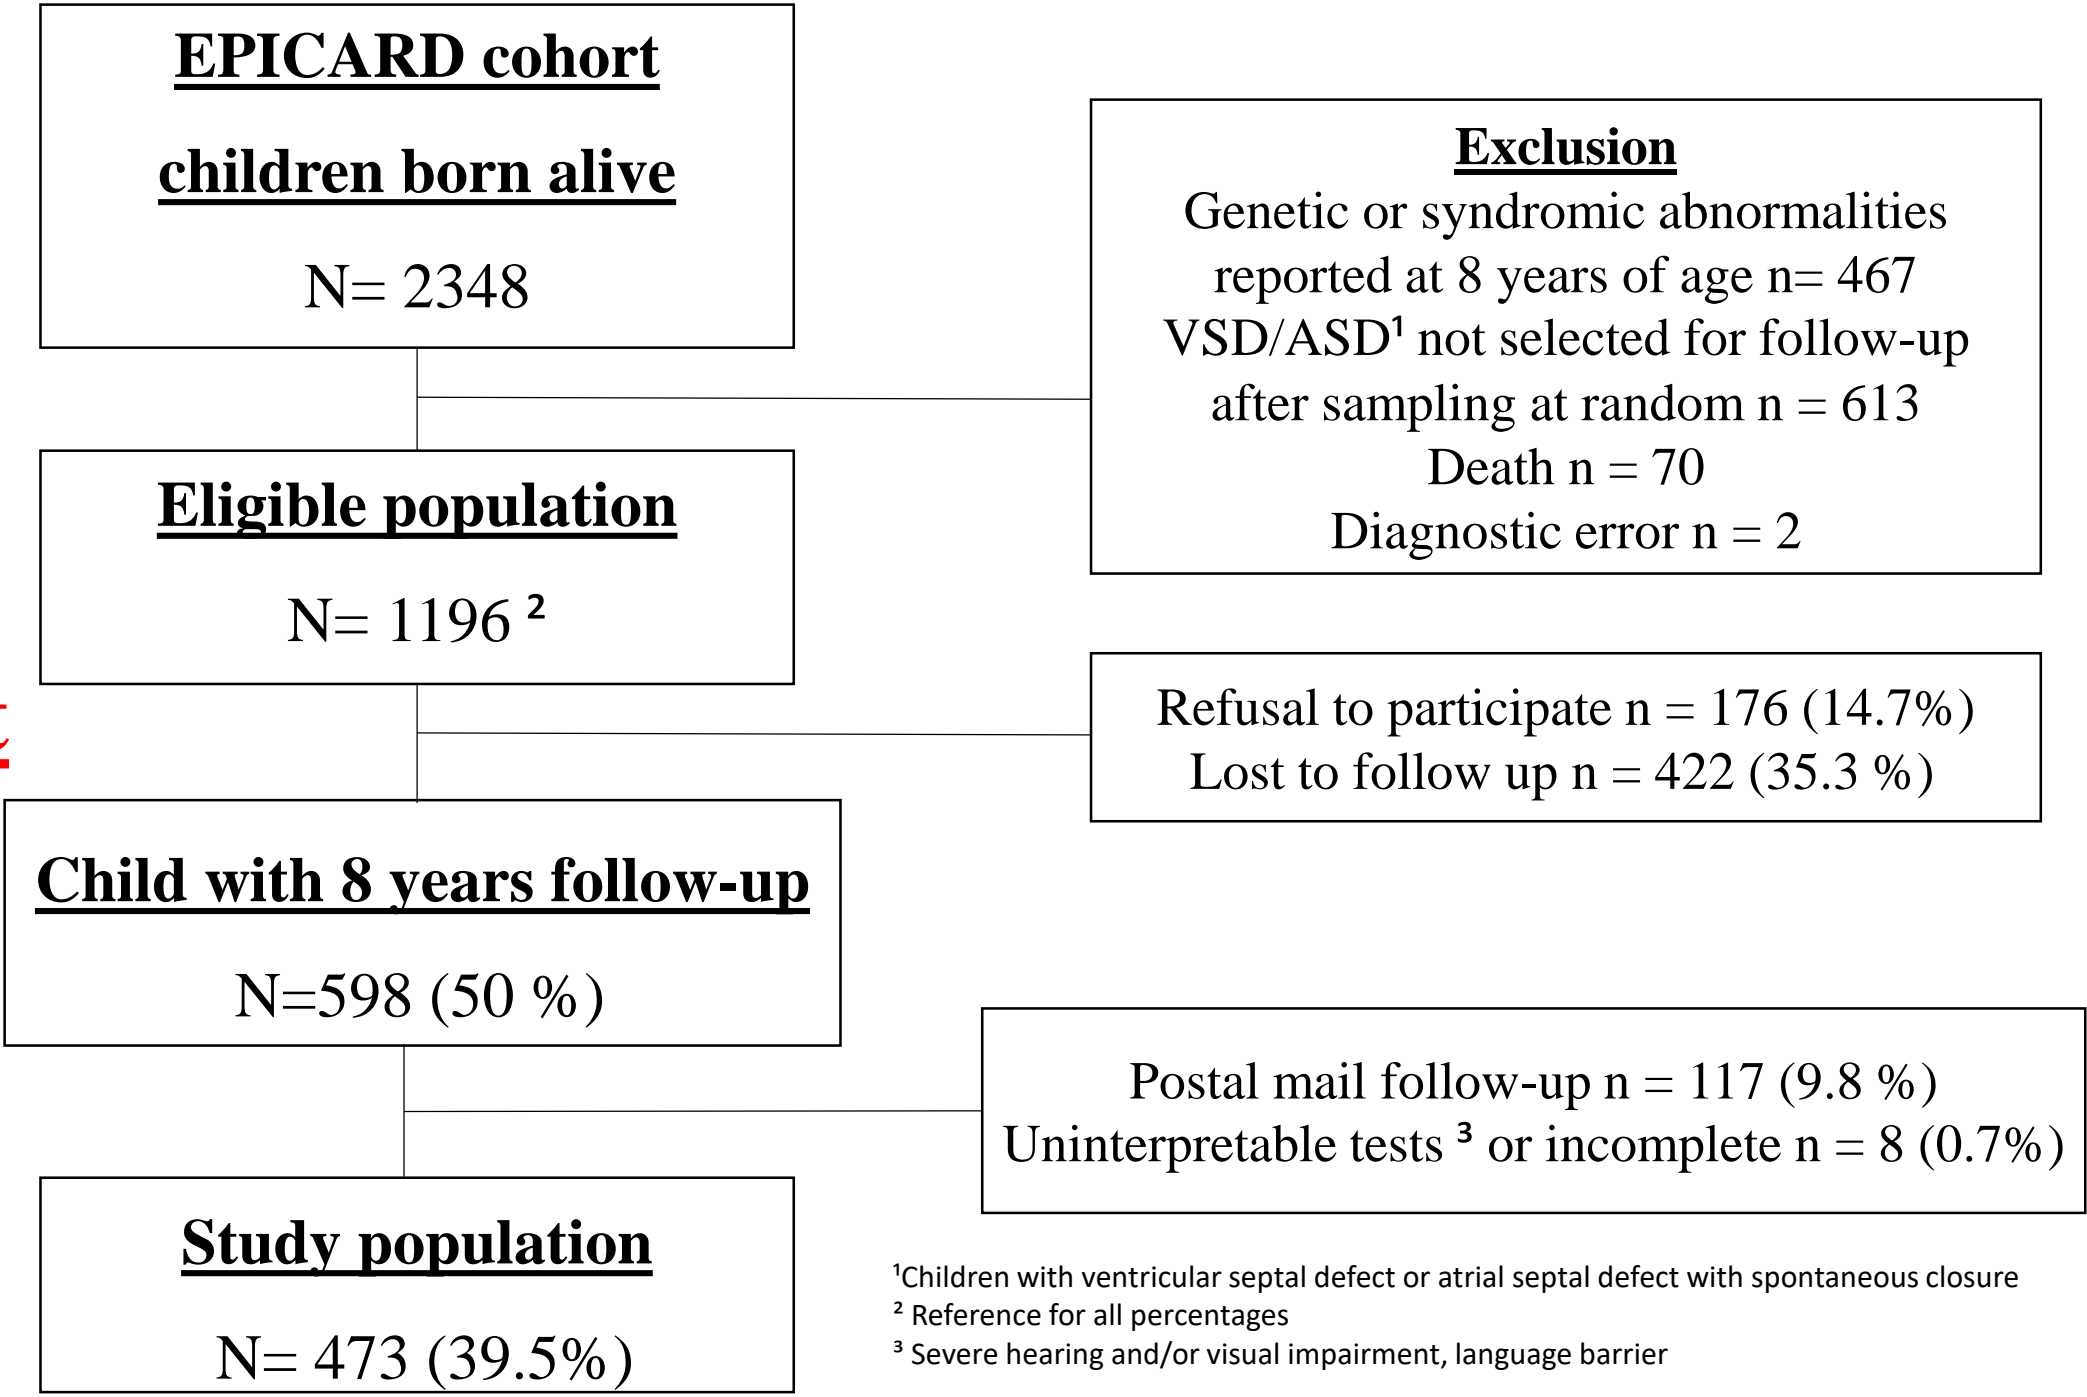 EPICARD cohort
children born alive
N= 2348
Exclusion
Genetic or syndromic abnormalities
reported at 8 years of age n= 467
VSD/ASD¹ not selected for follow-up
after sampling at random n = 613
Death n = 70
Diagnostic error n = 2
Eligible population
N= 1196 ²
Refusal to participate n = 176 (14.7%)
Lost to follow up n = 422 (35.3 %)
Child with 8 years follow-up
N=598 (50 %)
Postal mail follow-up n = 117 (9.8 %)
Uninterpretable tests ³ or incomplete n = 8 (0.7%)
Study population
N= 473 (39.5%)
¹Children with ventricular septal defect or atrial septal defect with spontaneous closure
² Reference for all percentages
³ Severe hearing and/or visual impairment, language barrier